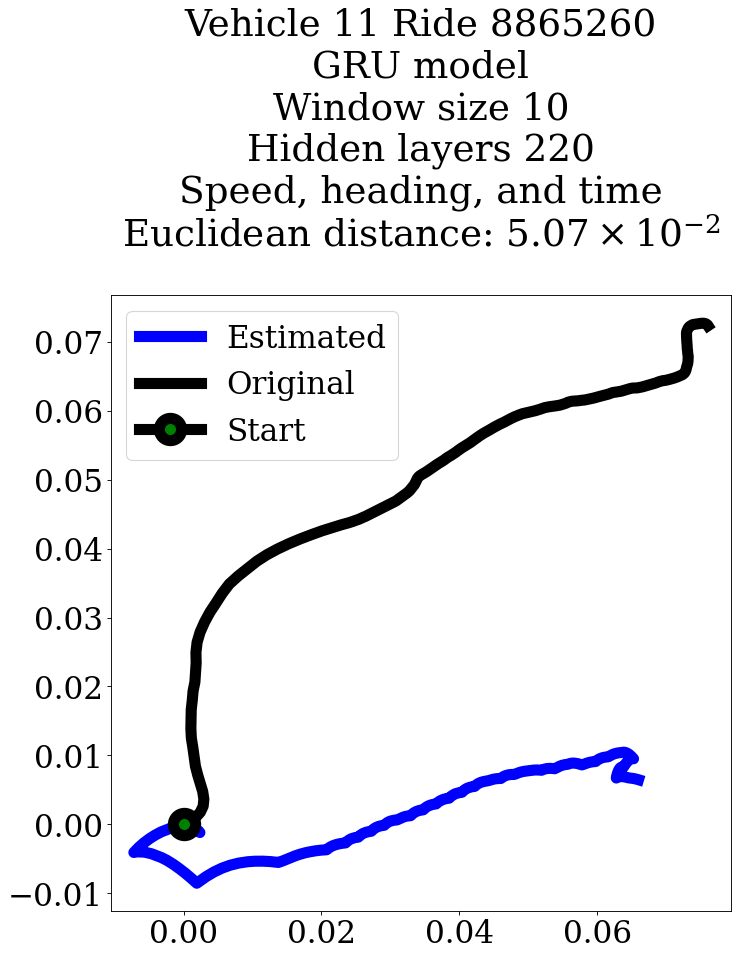 Vehicle 11 Ride 8865260
GRU model
Window size 10
Hidden layers 220
Speed, heading, and time
Euclidean distance: 5.07 × 10⁻²
Estimated
Original
Start
0.07
0.06
0.05
0.04
0.03
0.02
0.01
0.00
−0.01
0.00 0.02 0.04 0.06